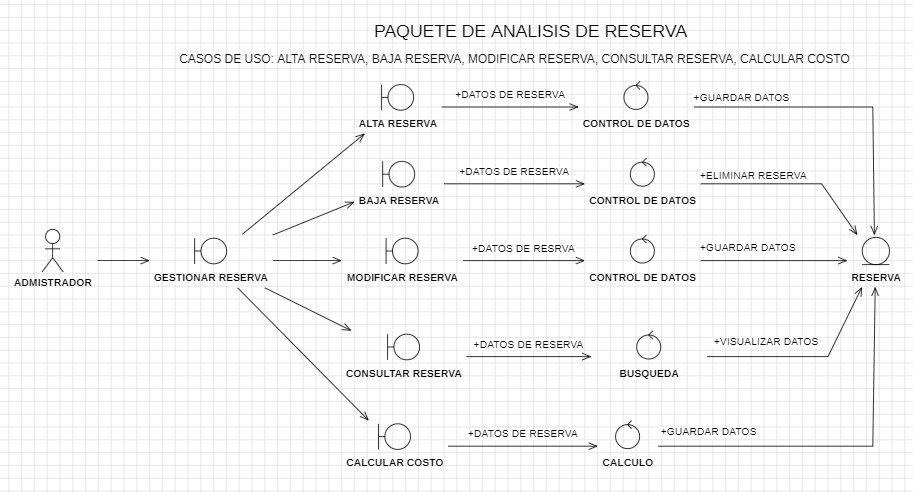 PAQUETE DE ANALISIS DE RESERVA
CASOS DE USO: ALTA RESERVA, BAJA RESERVA, MODIFICAR RESERVA, CONSULTAR RESERVA, CALCULAR COSTO
+DATOS DE RESERVA
+GUARDAR DATOS
ALTA RESERVA
CONTROL DE DATOS
+DATOS DE RESERVA
+ELIMINAR RESERVA
BAJA RESERVA
CONTROL DE DATOS
+DATOS DE RESRVA
+GUARDAR DATOS
ADMISTRADOR
GESTIONAR RESERVA
MODIFICAR RESERVA
CONTROL DE DATOS
RESERVA
+DATOS DE RESERVA
+VISUALIZAR DATOS
CONSULTAR RESERVA
BUSQUEDA
+DATOS DE RESERVA
+GUARDAR DATOS
CALCULAR COSTO
CALCULO